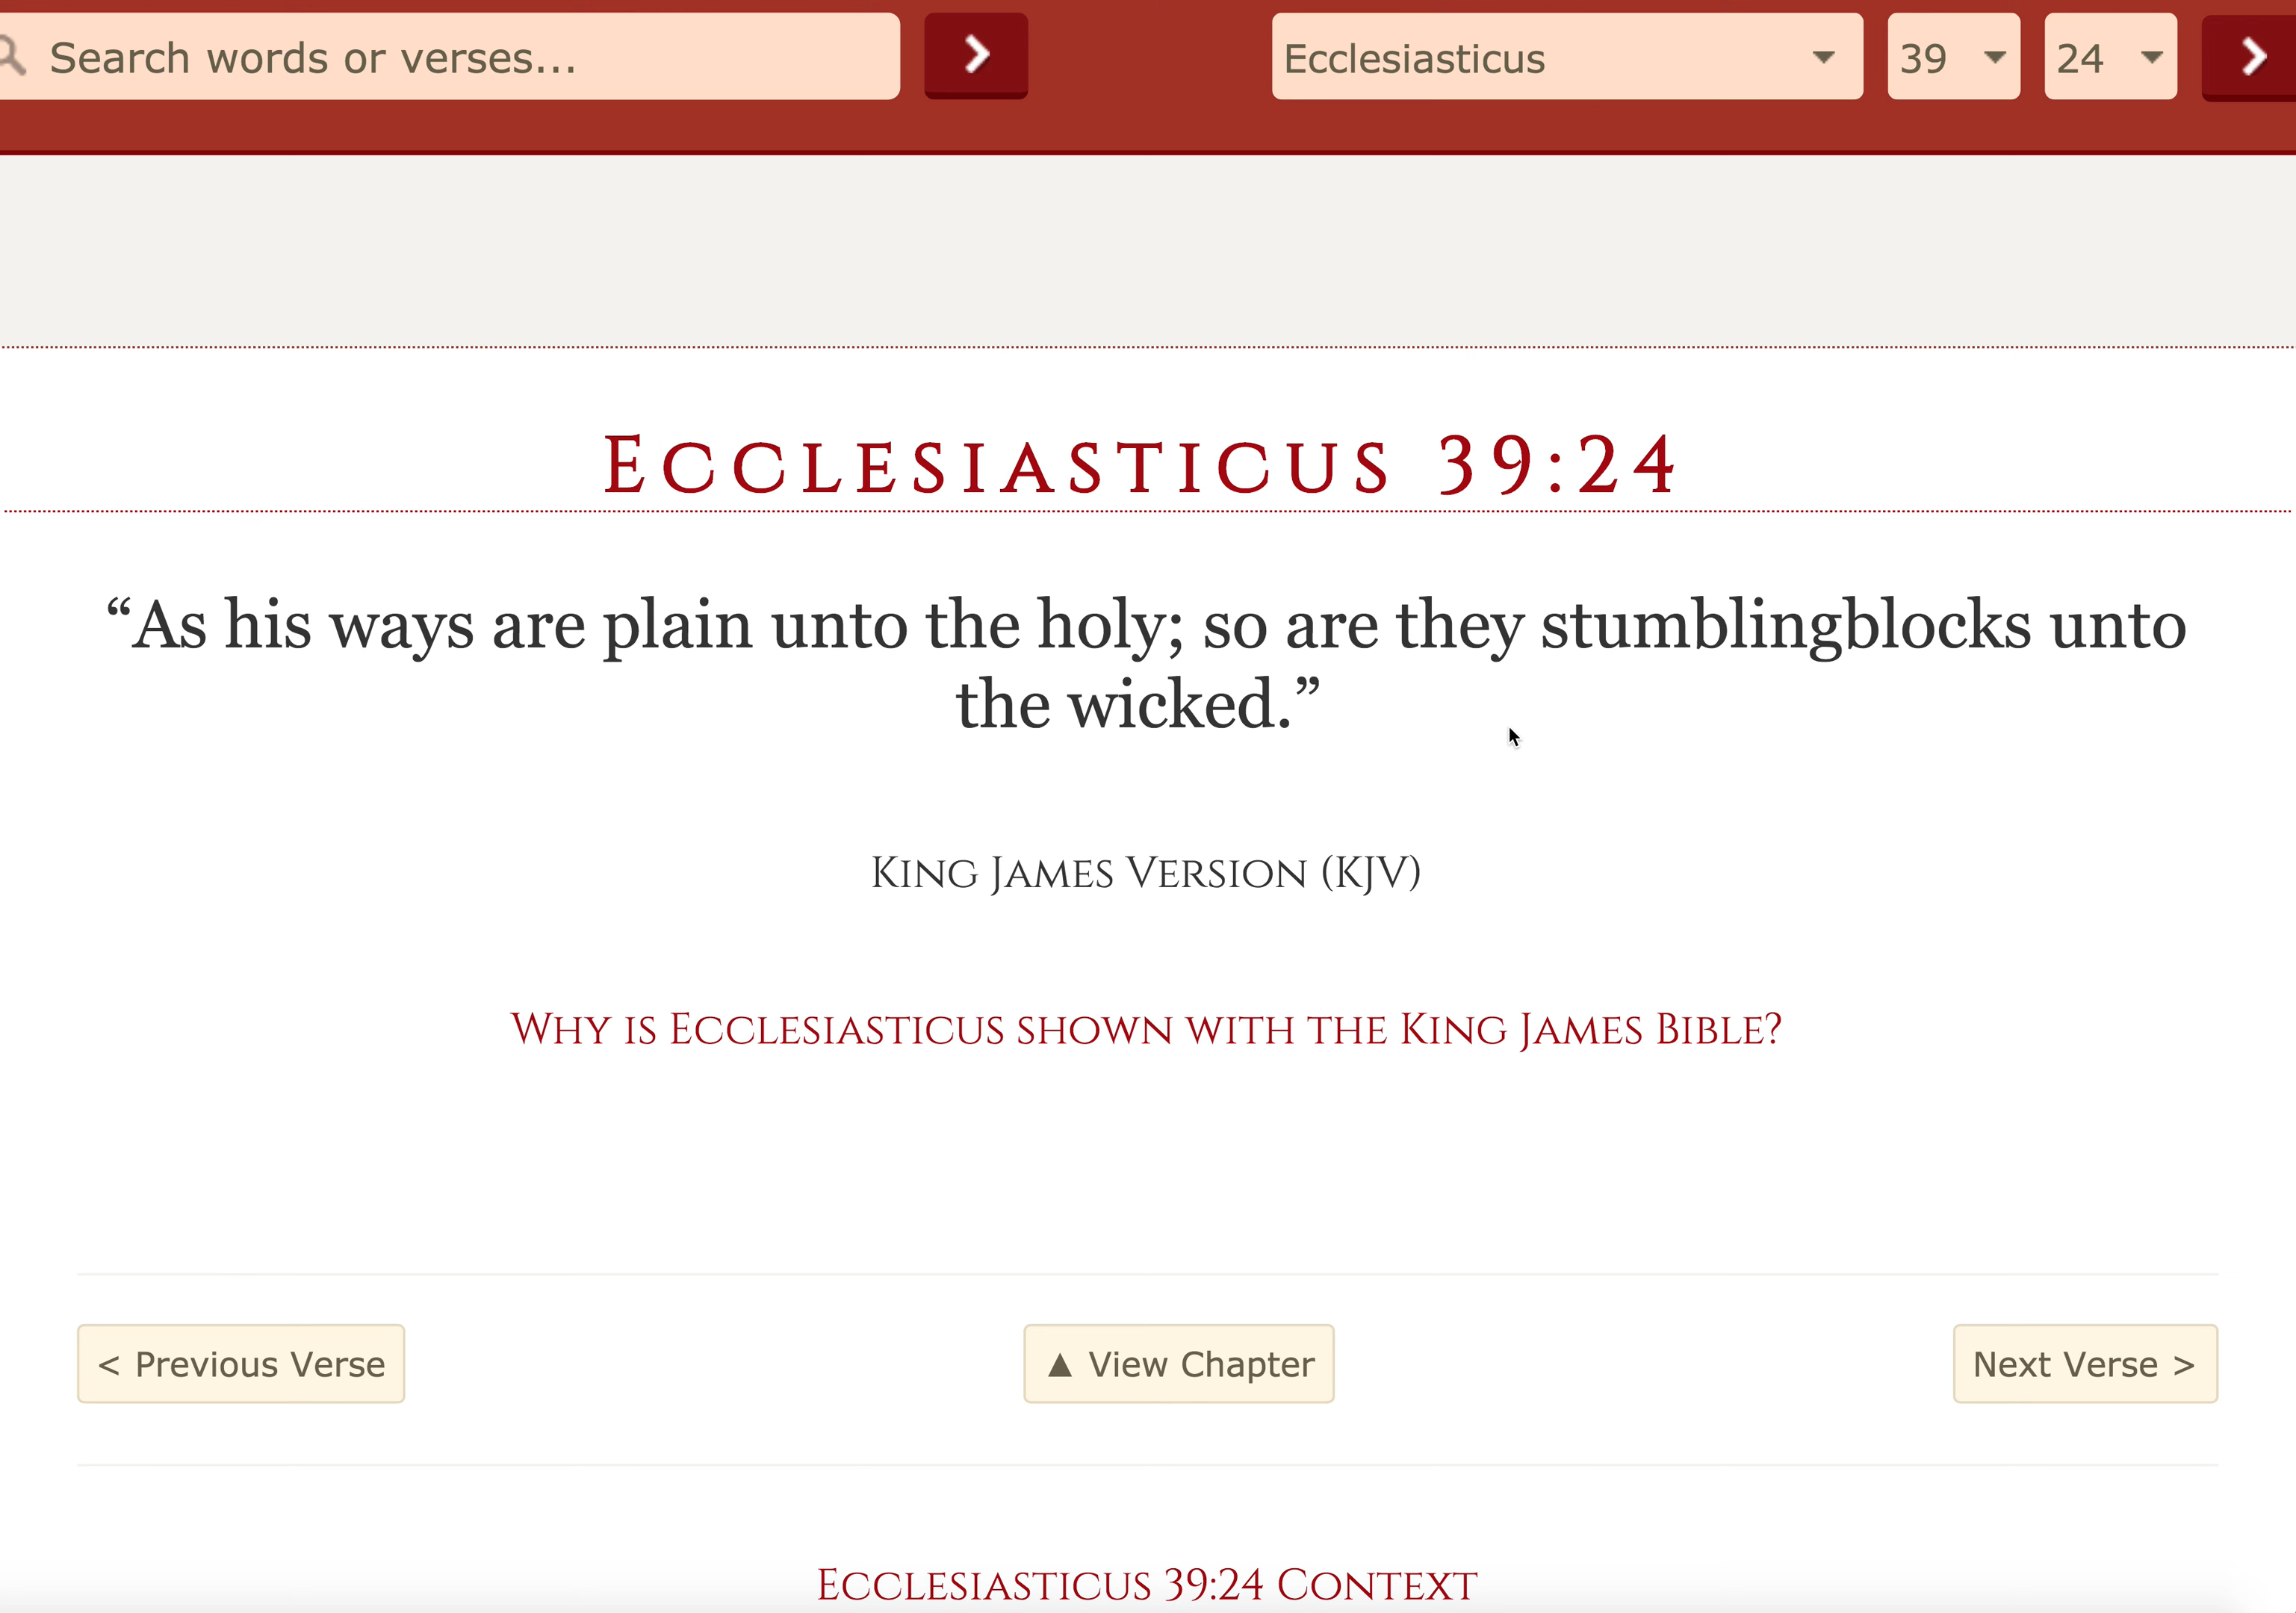 Search words or verses...
Ecclesiasticus 39 24
Ecclesiasticus 39:24
“As his ways are plain unto the holy; so are they stumblingblocks unto
the wicked.”
King James Version (KJV)
Why is Ecclesiasticus shown with the King James Bible?
< Previous Verse
▲ View Chapter
Next Verse >
Ecclesiasticus 39:24 Context